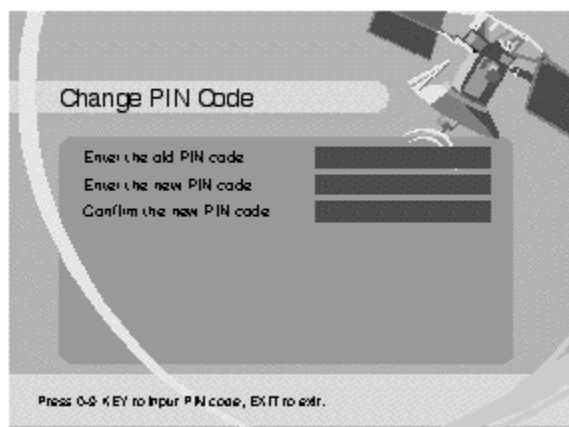 Change PIN Code
Enter the old PIN code
Enter the new PIN code
Confirm the new PIN code
Press 0-9 KEY to input PIN code, EXIT to exit.